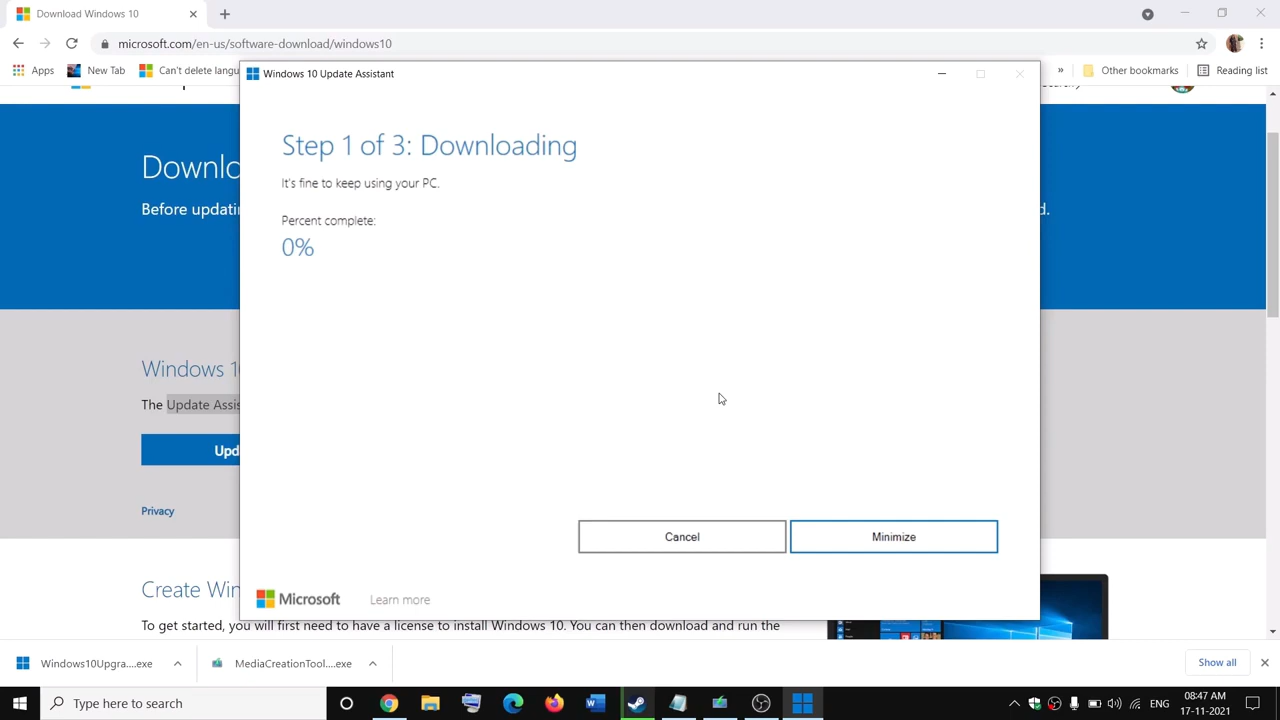 Download Windows 10
microsoft.com/en-us/software-download/windows10
Apps
New Tab
Can't delete langu
»
Other bookmarks
Reading list
Windows 10 Update Assistant
Downlo
Before updatin
d.
Step 1 of 3: Downloading
It's fine to keep using your PC.
Percent complete:
0%
Windows 10
The Update Assis
Upd
Privacy
Cancel
Minimize
Microsoft
Learn more
Create Win
To get started, you will first need to have a license to install Windows 10. You can then download and run the
Windows10Upgra....exe
MediaCreationTool....exe
Show all
Type here to search
ENG
08:47 AM
17-11-2021